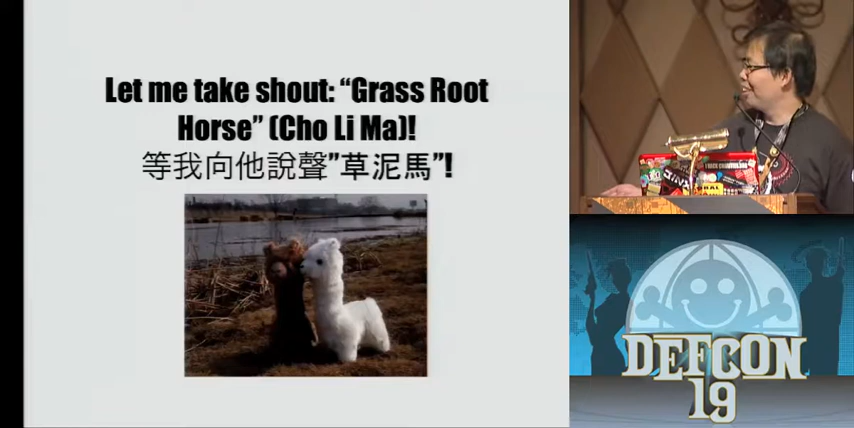 Let me take shout: “Grass Root
Horse” (Cho Li Ma)!
等我向他說聲”草泥馬”!
DEFCON
19